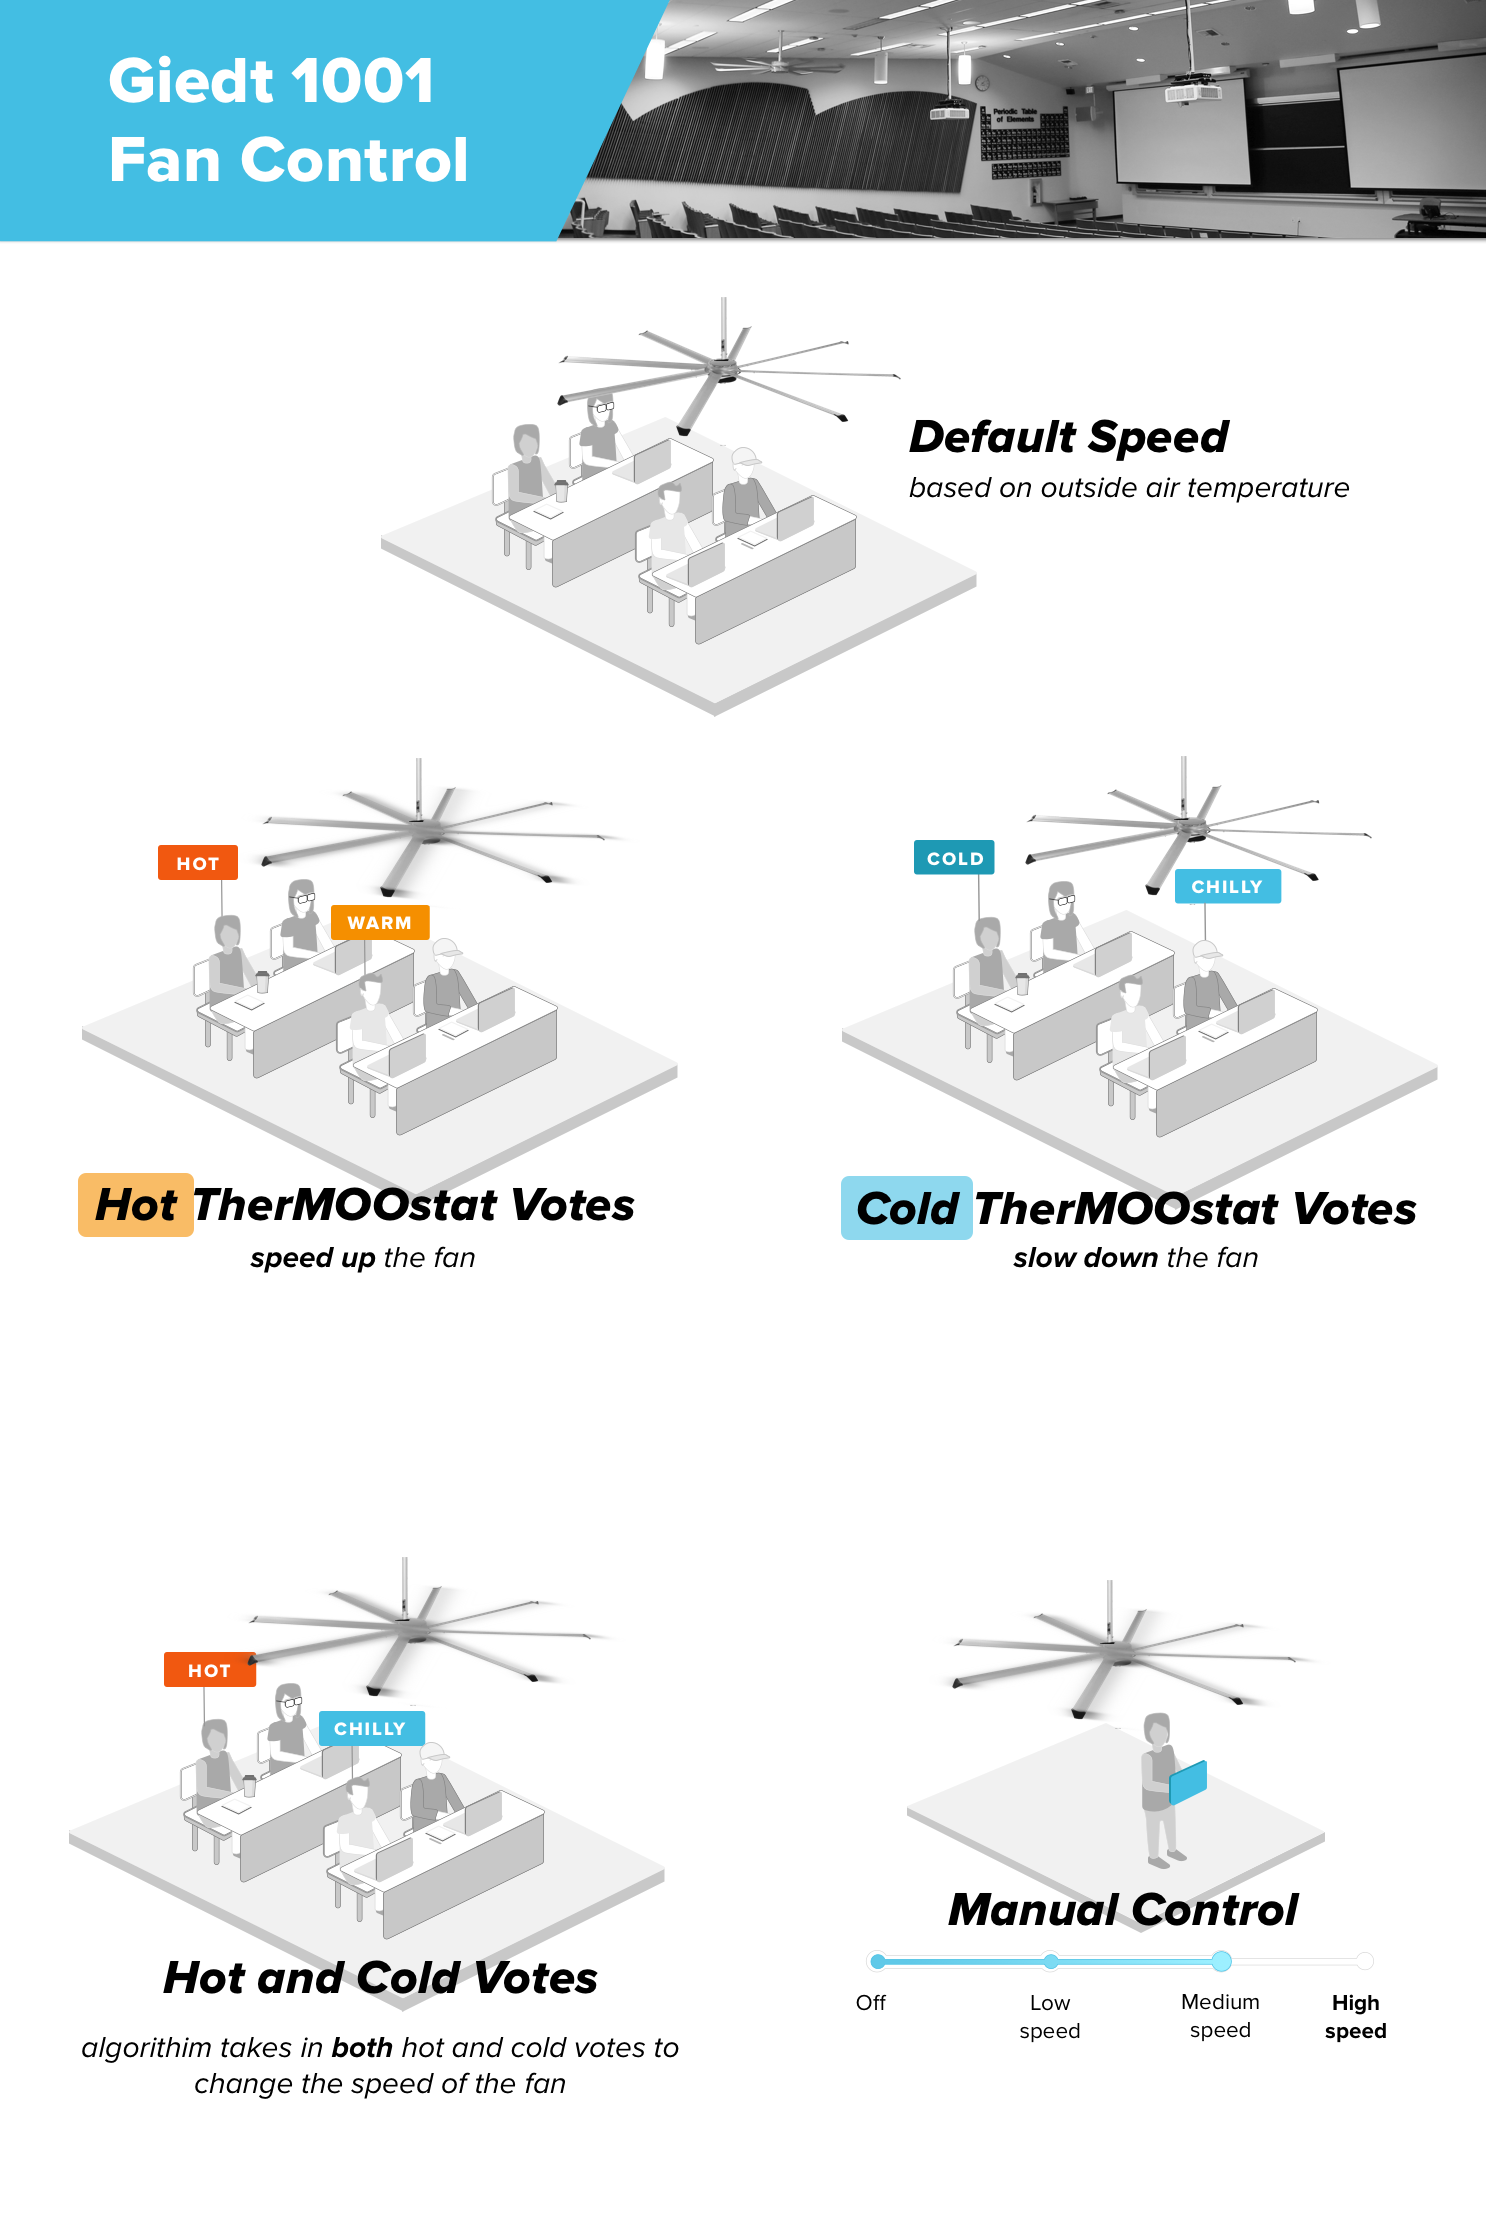 Giedt 1001
Fan Control
Periodic Table
of Elements
Default Speed
based on outside air temperature
HOT
WARM
COLD
CHILLY
Hot TherMOOstat Votes
speed up the fan
Cold TherMOOstat Votes
slow down the fan
HOT
CHILLY
Hot and Cold Votes
algorithim takes in both hot and cold votes to
change the speed of the fan
Manual Control
Off
Low
speed
Medium
speed
High
speed